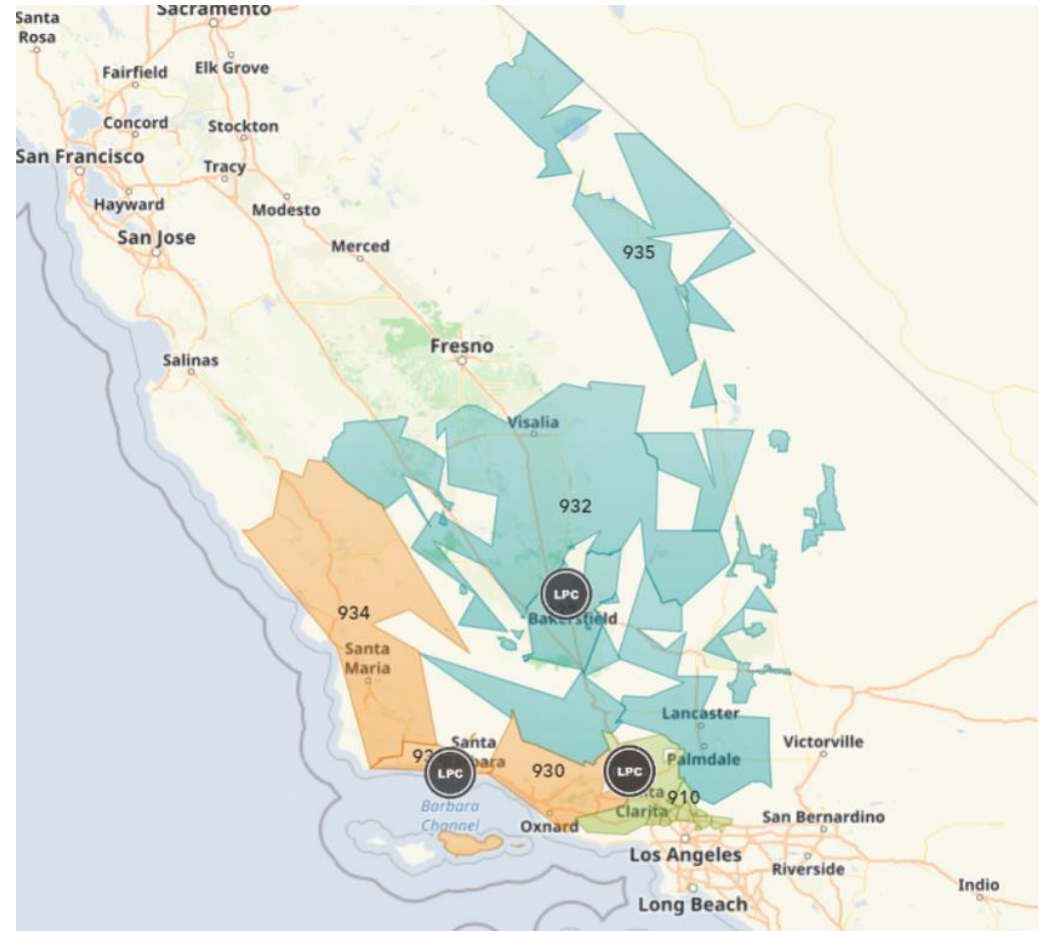 Sacramento
Santa
Rosa
Fairfield
Elk Grove
Concord
Stockton
San Francisco
Tracy
Hayward
Modesto
San Jose
Merced
935
Salinas
Fresno
Visalia
932
LPC
Bakersfield
934
Santa
Maria
Lancaster
Santa
Victorville
Palmdale
930
LPC
LPC
910
Clarita
Barbara
Channel
Oxnard
San Bernardino
Los Angeles
Riverside
Indio
Long Beach